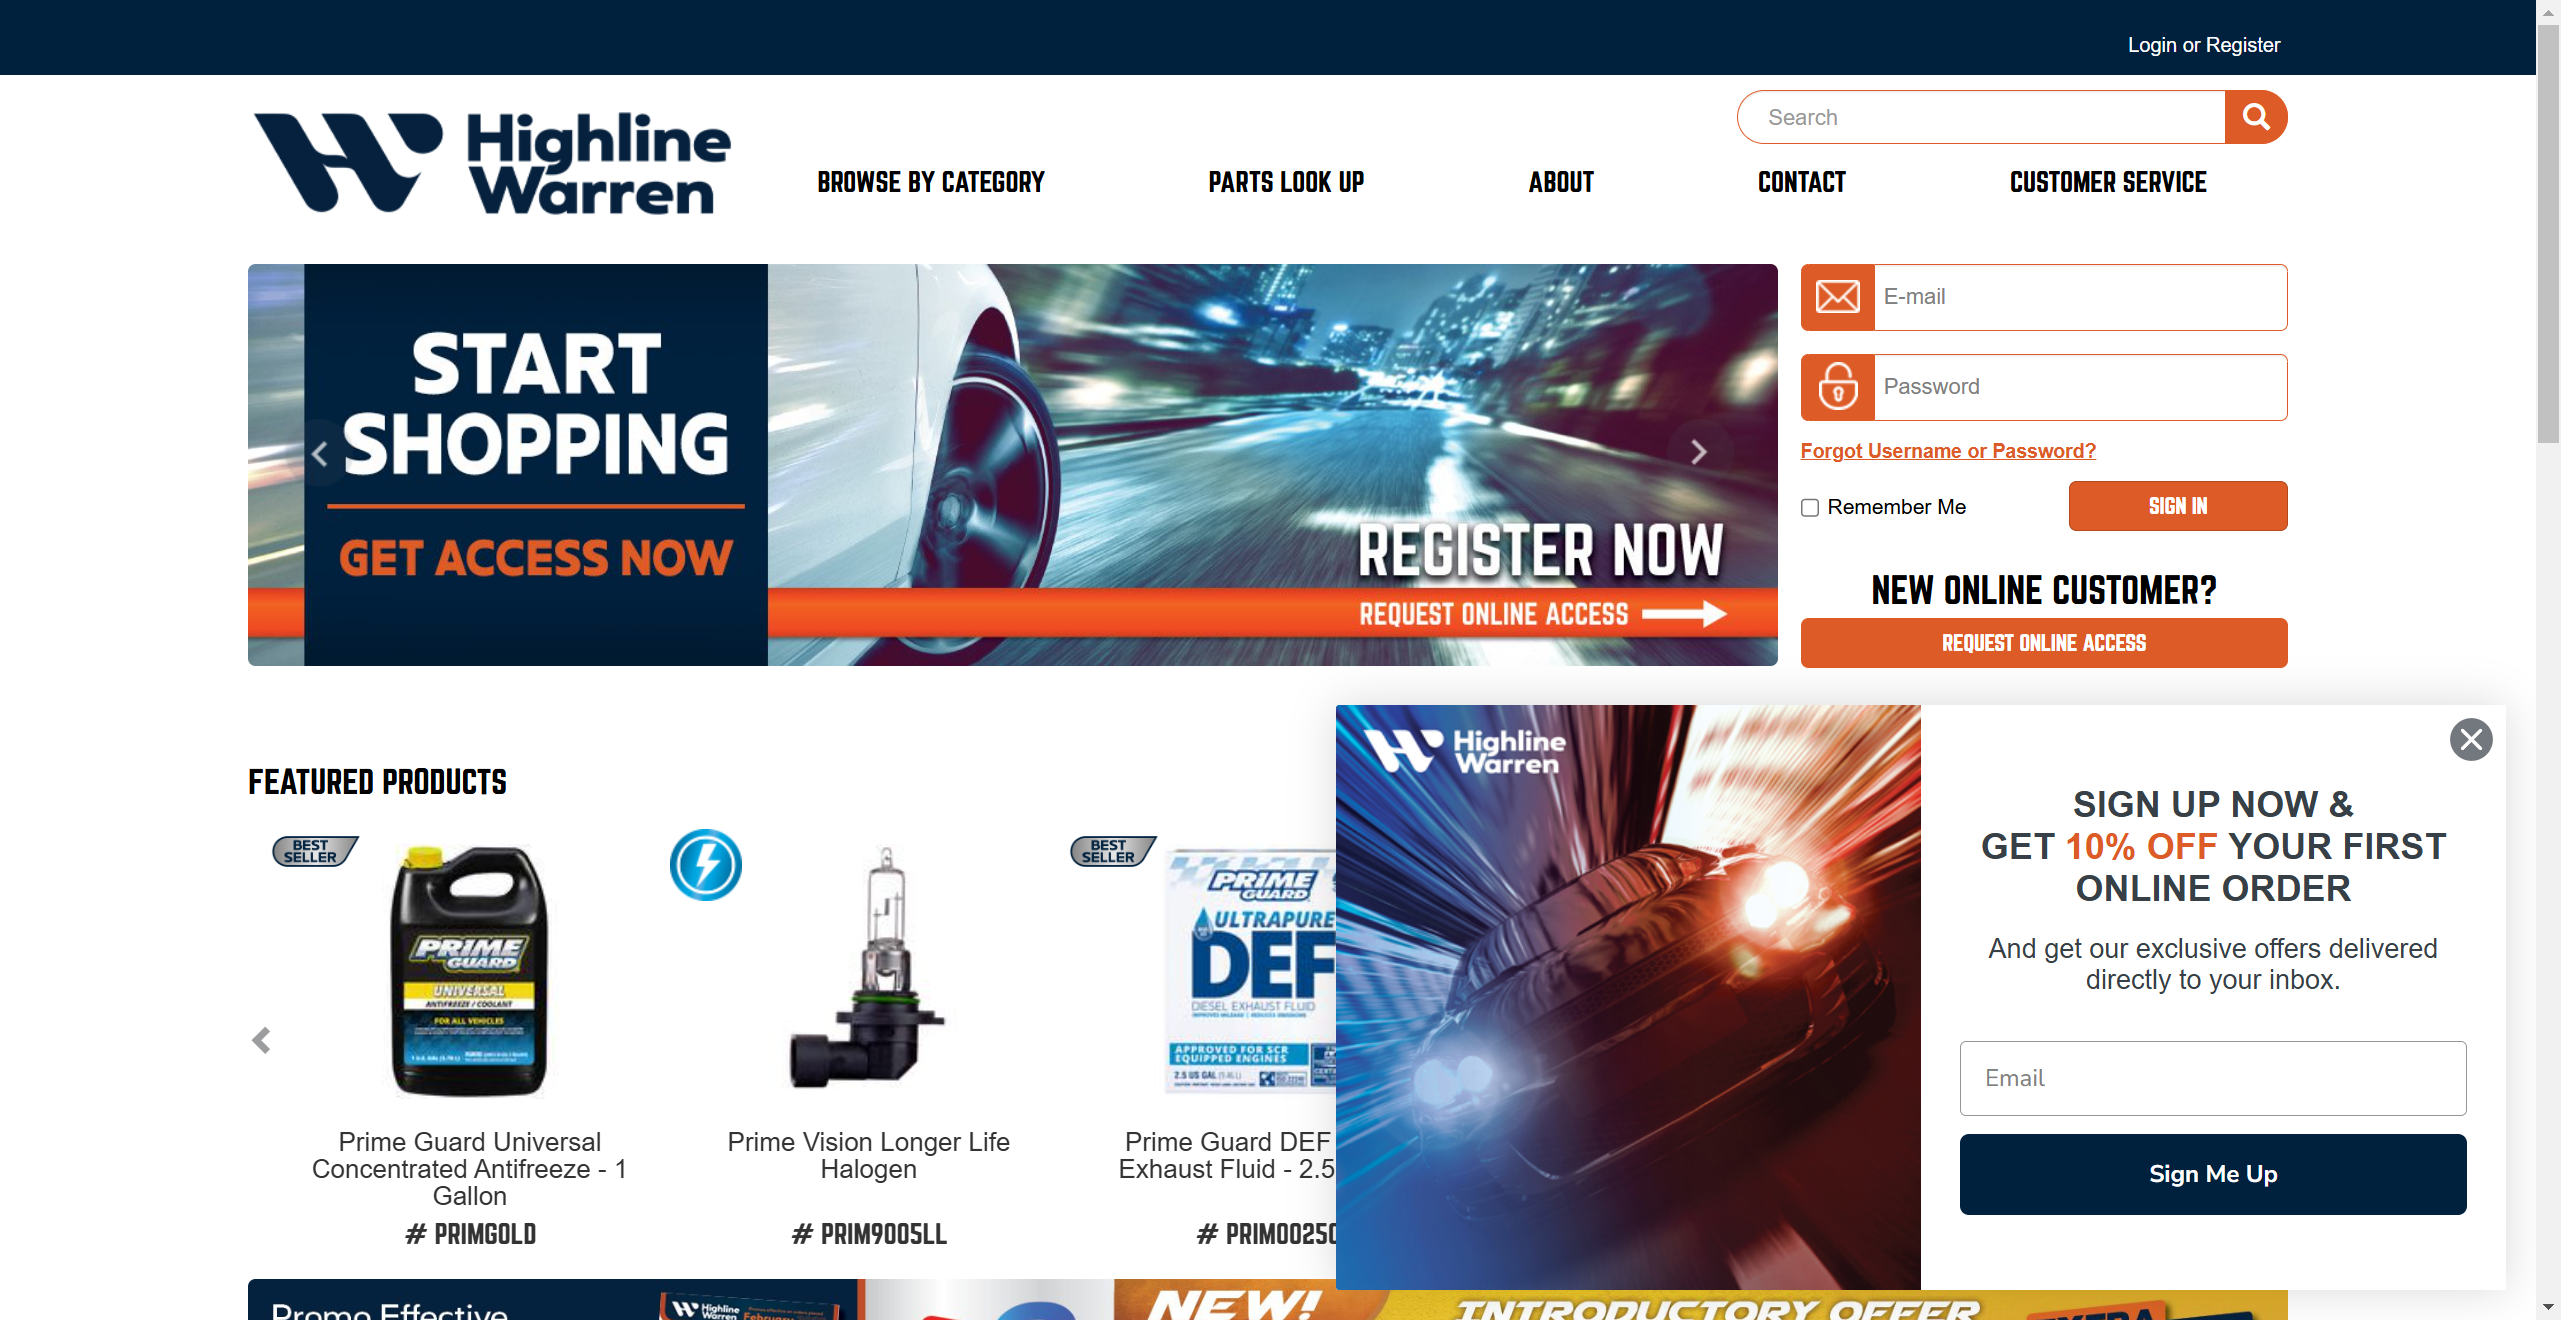 Login or Register
Highline
Warren
Search
BROWSE BY CATEGORY
PARTS LOOK UP
ABOUT
CONTACT
CUSTOMER SERVICE
START
SHOPPING
GET ACCESS NOW
REGISTER NOW
REQUEST ONLINE ACCESS
E-mail
Password
Forgot Username or Password?
Remember Me
SIGN IN
NEW ONLINE CUSTOMER?
REQUEST ONLINE ACCESS
FEATURED PRODUCTS
BEST
SELLER
PRIME
GUARD
UNIVERSAL
ANTIFREEZE / COOLANT
FOR ALL VEHICLES
Prime Guard Universal
Concentrated Antifreeze - 1
Gallon
# PRIMGOLD
Prime Vision Longer Life
Halogen
# PRIM9005LL
BEST
SELLER
PRIME
GUARD
ULTRAPURE
DEF
DIESEL EXHAUST FLUID
APPROVED FOR SCR
EQUIPPED ENGINES
2.5 US GAL
Prime Guard DEF
Exhaust Fluid - 2.5
# PRIM0025
Highline
Warren
SIGN UP NOW &
GET 10% OFF YOUR FIRST
ONLINE ORDER
And get our exclusive offers delivered
directly to your inbox.
Email
Sign Me Up
Promo Effective
Highline
Warren
February
NEW!
INTRODUCTORY OFFER
EXTRA